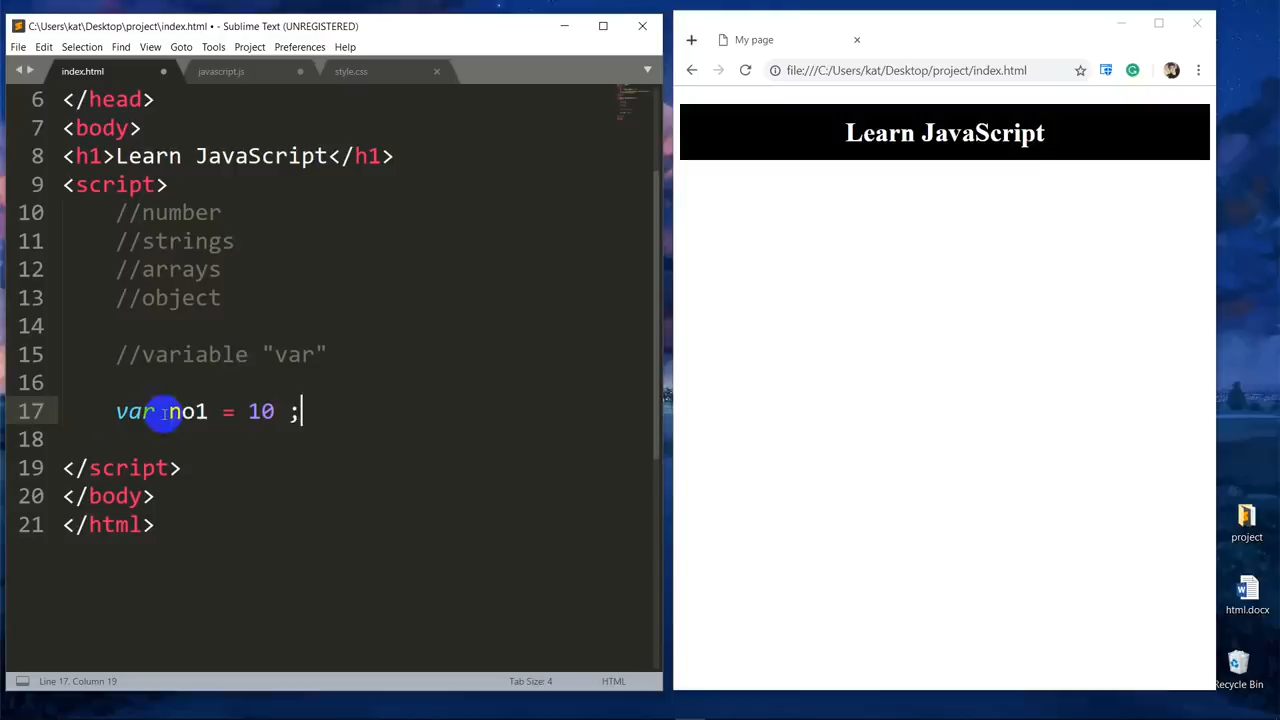 C:\Users\kat\Desktop\project\index.html • - Sublime Text (UNREGISTERED)
File Edit Selection Find View Goto Tools Project Preferences Help
index.html javascript.js style.css
6 </head>
7 <body>
8 <h1>Learn JavaScript</h1>
9 <script>
10 //number
11 //strings
12 //arrays
13 //object
14
15 //variable "var"
16
17 var no1 = 10 ;
18
19 </script>
20 </body>
21 </html>
Line 17, Column 19 Tab Size: 4 HTML
My page
file:///C:/Users/kat/Desktop/project/index.html
Learn JavaScript
project
html.docx
Recycle Bin